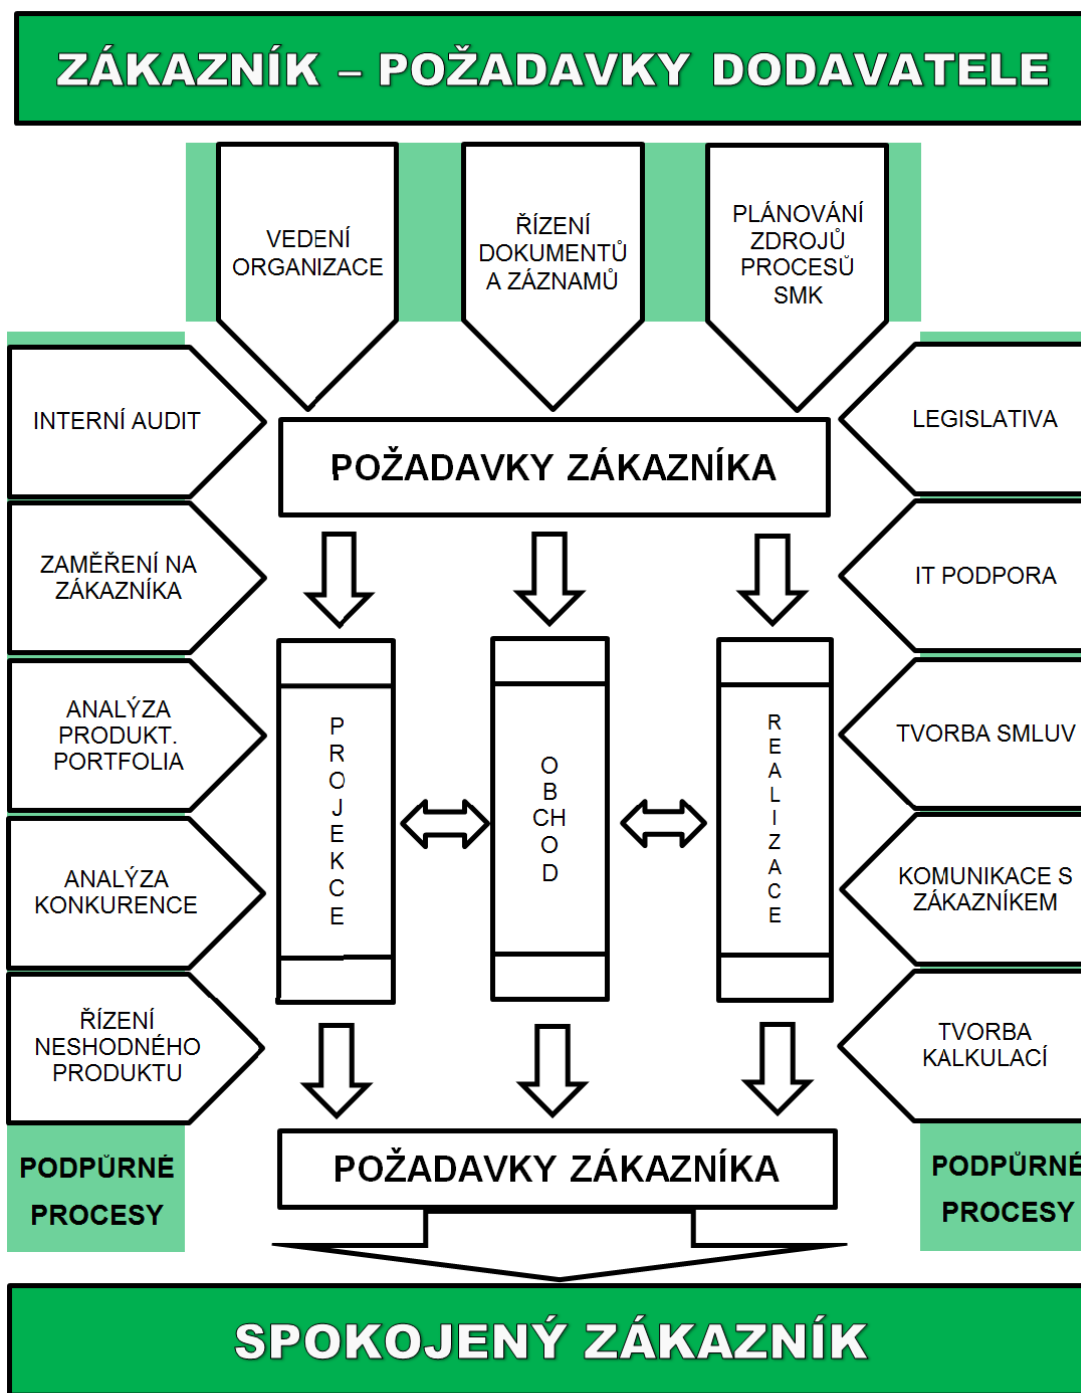 ZÁKAZNÍK – POŽADAVKY DODAVATELE
VEDENÍ
ORGANIZACE
ŘÍZENÍ
DOKUMENTŮ
A ZÁZNAMŮ
PLÁNOVÁNÍ
ZDROJŮ
PROCESŮ
SMK
INTERNÍ AUDIT
ZAMĚŘENÍ NA
ZÁKAZNÍKA
ANALÝZA
PRODUKT.
PORTFOLIA
ANALÝZA
KONKURENCE
ŘÍZENÍ
NESHODNÉHO
PRODUKTU
PODPŮRNÉ
PROCESY
POŽADAVKY ZÁKAZNÍKA
PROJEKCE
OBCHOD
REALIZACE
POŽADAVKY ZÁKAZNÍKA
LEGISLATIVA
IT PODPORA
TVORBA SMLUV
KOMUNIKACE S
ZÁKAZNÍKEM
TVORBA
KALKULACÍ
PODPŮRNÉ
PROCESY
SPOKOJENÝ ZÁKAZNÍK